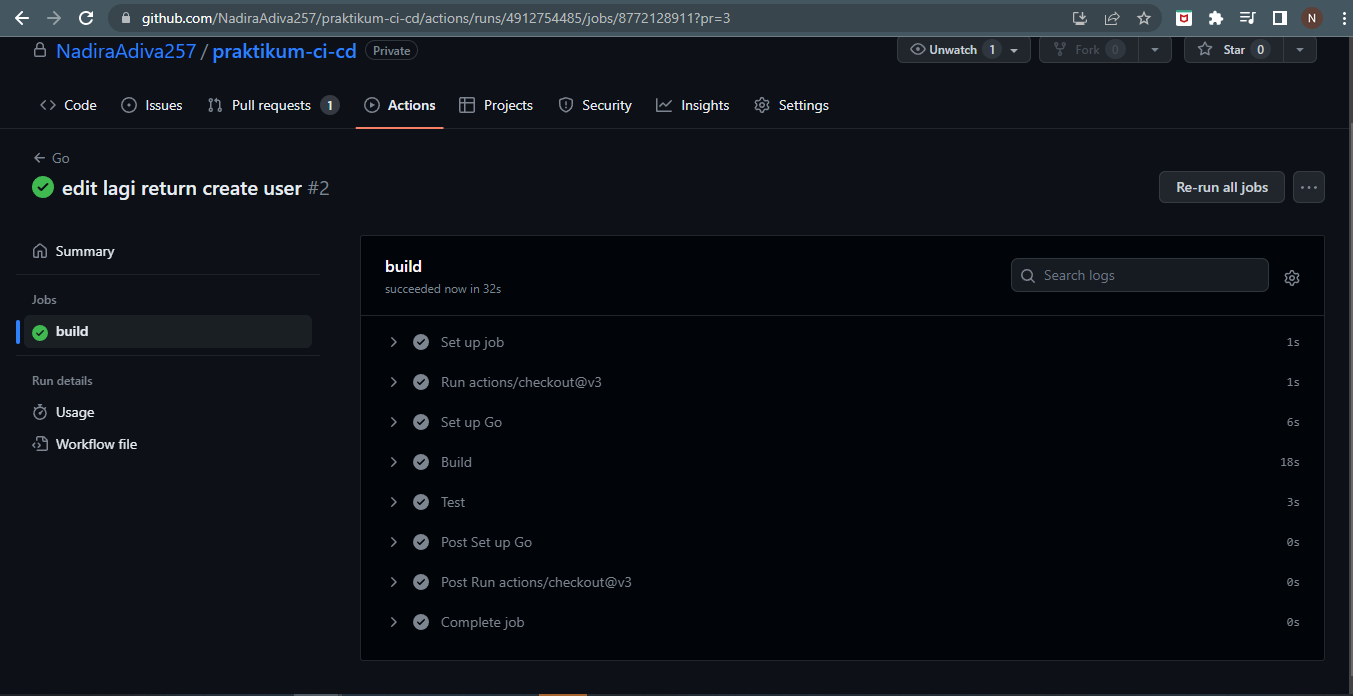 github.com/NadiraAdiva257/praktikum-ci-cd/actions/runs/4912754485/jobs/8772128911?pr=3
N
NadiraAdiva257 / praktikum-ci-cd Private
Unwatch 1 Fork 0 Star 0
Code Issues Pull requests 1 Actions Projects Security Insights Settings
Go
edit lagi return create user #2
Re-run all jobs
Summary
Jobs
build
Run details
Usage
Workflow file
build
succeeded now in 32s
Search logs
Set up job 1s
Run actions/checkout@v3 1s
Set up Go 6s
Build 18s
Test 3s
Post Set up Go 0s
Post Run actions/checkout@v3 0s
Complete job 0s